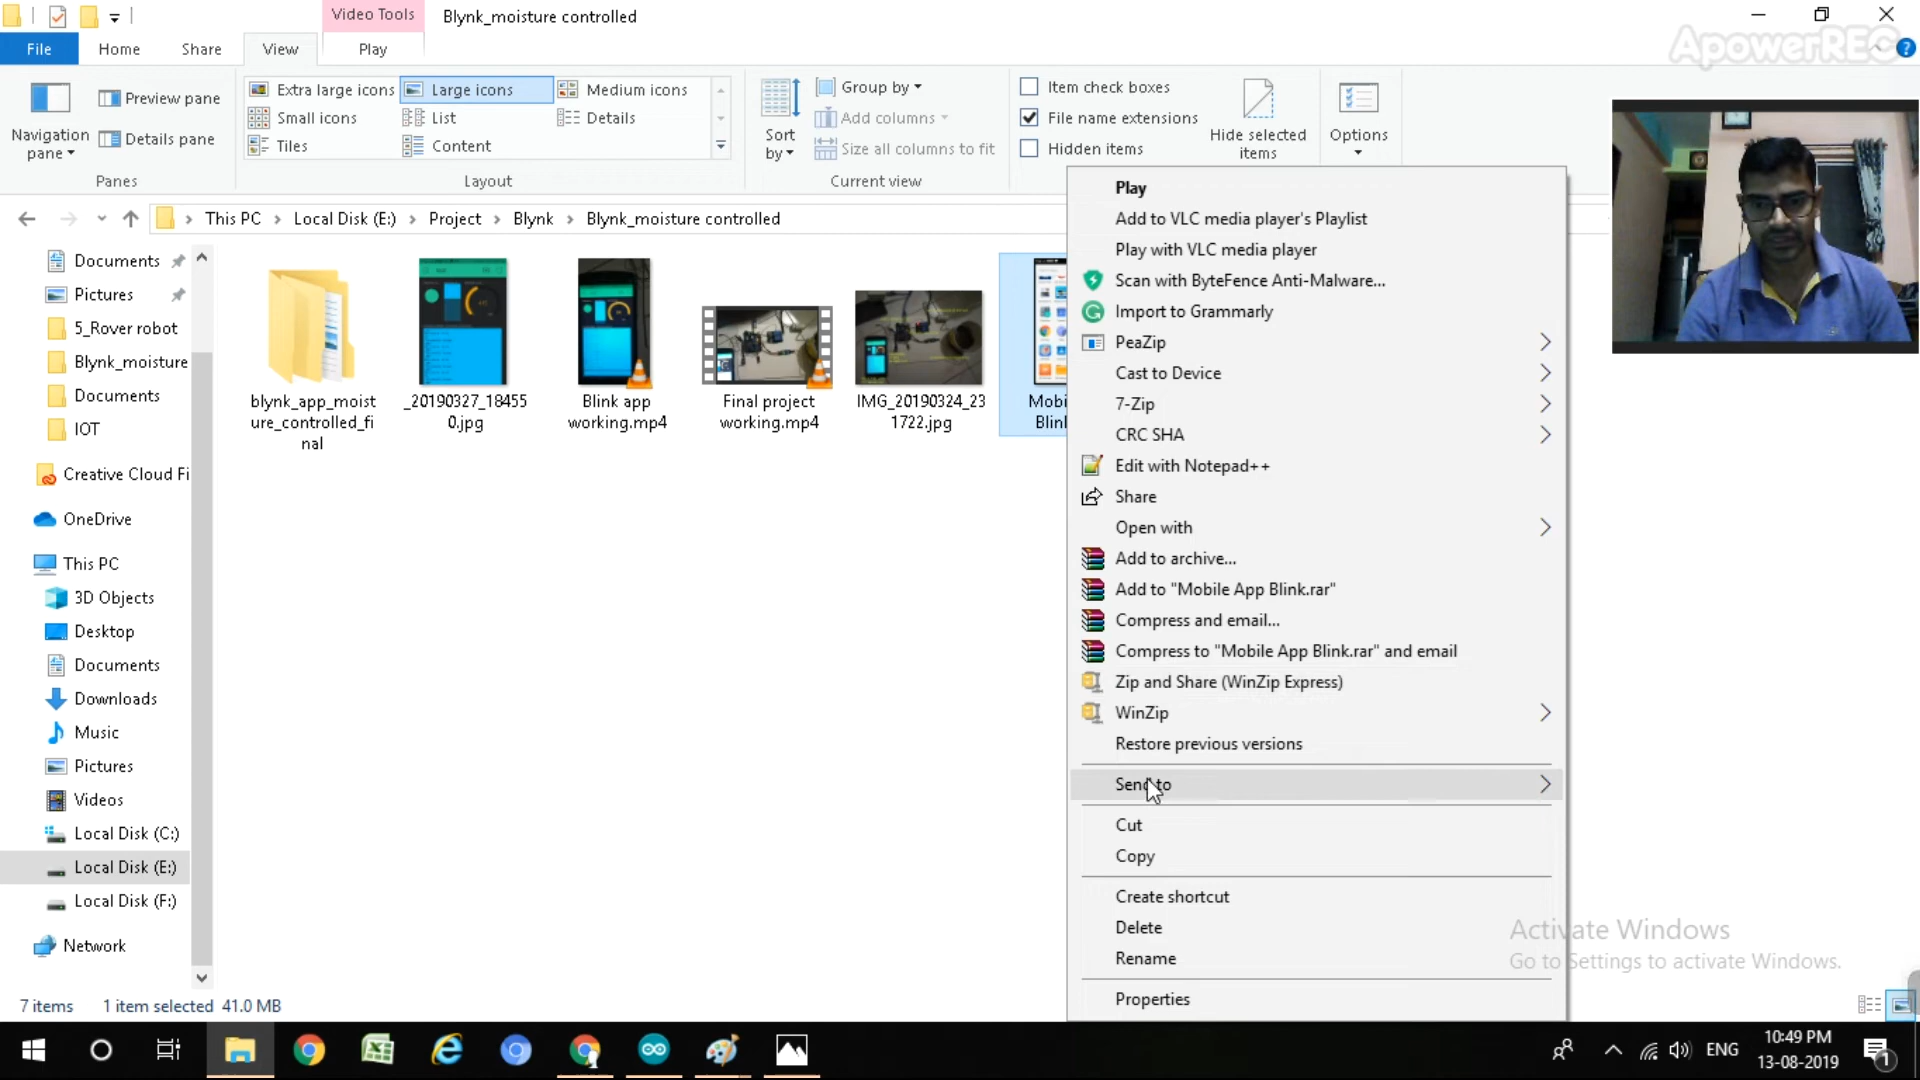 Video Tools
Blynk_moisture controlled
ApowerREC
File
Home
Share
View
Play
Navigation
pane
Preview pane
Details pane
Panes
Extra large icons
Large icons
Medium icons
Small icons
List
Details
Tiles
Content
Layout
Sort
by
Group by
Add columns
Size all columns to fit
Current view
Item check boxes
File name extensions
Hidden items
Hide selected
items
Options
This PC
Local Disk (E:)
Project
Blynk
Blynk_moisture controlled
Documents
Pictures
5_Rover robot
Blynk_moisture
Documents
IOT
Creative Cloud Fi
OneDrive
This PC
3D Objects
Desktop
Documents
Downloads
Music
Pictures
Videos
Local Disk (C:)
Local Disk (E:)
Local Disk (F:)
Network
blynk_app_moist
ure_controlled_fi
nal
_20190327_18455
0.jpg
Blink app
working.mp4
Final project
working.mp4
IMG_20190324_23
1722.jpg
Mobi
Blin
Play
Add to VLC media player's Playlist
Play with VLC media player
Scan with ByteFence Anti-Malware...
Import to Grammarly
PeaZip
Cast to Device
7-Zip
CRC SHA
Edit with Notepad++
Share
Open with
Add to archive...
Add to "Mobile App Blink.rar"
Compress and email...
Compress to "Mobile App Blink.rar" and email
Zip and Share (WinZip Express)
WinZip
Restore previous versions
Send to
Cut
Copy
Create shortcut
Delete
Rename
Properties
Activate Windows
Go to Settings to activate Windows.
7 items
1 item selected 41.0 MB
ENG
10:49 PM
13-08-2019
1